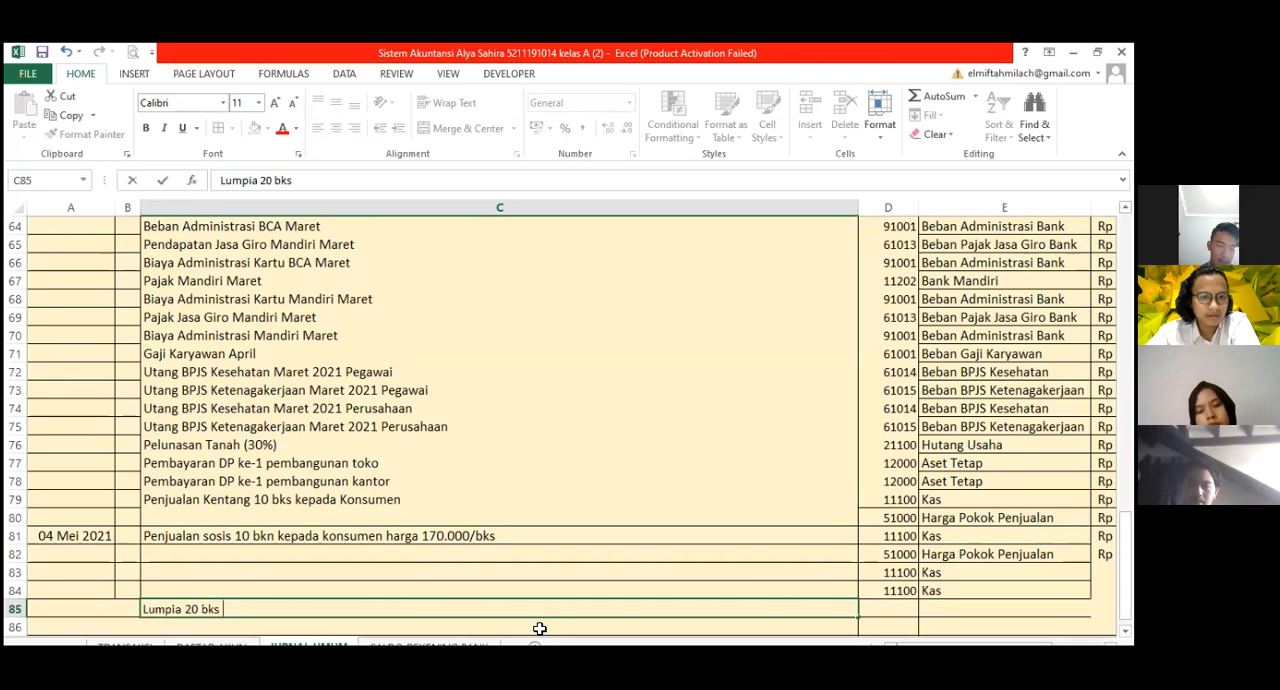 Sistem Akuntansi Alya Sahira 5211191014 kelas A (2) - Excel (Product Activation Failed)
FILE HOME INSERT PAGE LAYOUT FORMULAS DATA REVIEW VIEW DEVELOPER elmiftahmilach@gmail.com
Paste Cut Copy Format Painter
Calibri 11 A A B I U A
Wrap Text Merge & Center
General % ,
Conditional Formatting Format as Table Cell Styles
Insert Delete Format
AutoSum Fill Clear Sort & Filter Find & Select
Clipboard Font Alignment Number Styles Cells Editing
C85 fx Lumpia 20 bks
A B C D E
64 Beban Administrasi BCA Maret 91001 Beban Administrasi Bank Rp
65 Pendapatan Jasa Giro Mandiri Maret 61013 Beban Pajak Jasa Giro Bank Rp
66 Biaya Administrasi Kartu BCA Maret 91001 Beban Administrasi Bank Rp
67 Pajak Mandiri Maret 11202 Bank Mandiri Rp
68 Biaya Administrasi Kartu Mandiri Maret 91001 Beban Administrasi Bank Rp
69 Pajak Jasa Giro Mandiri Maret 61013 Beban Pajak Jasa Giro Bank Rp
70 Biaya Administrasi Mandiri Maret 91001 Beban Administrasi Bank Rp
71 Gaji Karyawan April 61001 Beban Gaji Karyawan Rp
72 Utang BPJS Kesehatan Maret 2021 Pegawai 61014 Beban BPJS Kesehatan Rp
73 Utang BPJS Ketenagakerjaan Maret 2021 Pegawai 61015 Beban BPJS Ketenagakerjaan Rp
74 Utang BPJS Kesehatan Maret 2021 Perusahaan 61014 Beban BPJS Kesehatan Rp
75 Utang BPJS Ketenagakerjaan Maret 2021 Perusahaan 61015 Beban BPJS Ketenagakerjaan Rp
76 Pelunasan Tanah (30%) 21100 Hutang Usaha Rp
77 Pembayaran DP ke-1 pembangunan toko 12000 Aset Tetap Rp
78 Pembayaran DP ke-1 pembangunan kantor 12000 Aset Tetap Rp
79 Penjualan Kentang 10 bks kepada Konsumen 11100 Kas Rp
80 51000 Harga Pokok Penjualan Rp
81 04 Mei 2021 Penjualan sosis 10 bkn kepada konsumen harga 170.000/bks 11100 Kas Rp
82 51000 Harga Pokok Penjualan Rp
83 11100 Kas
84 11100 Kas
85 Lumpia 20 bks
86